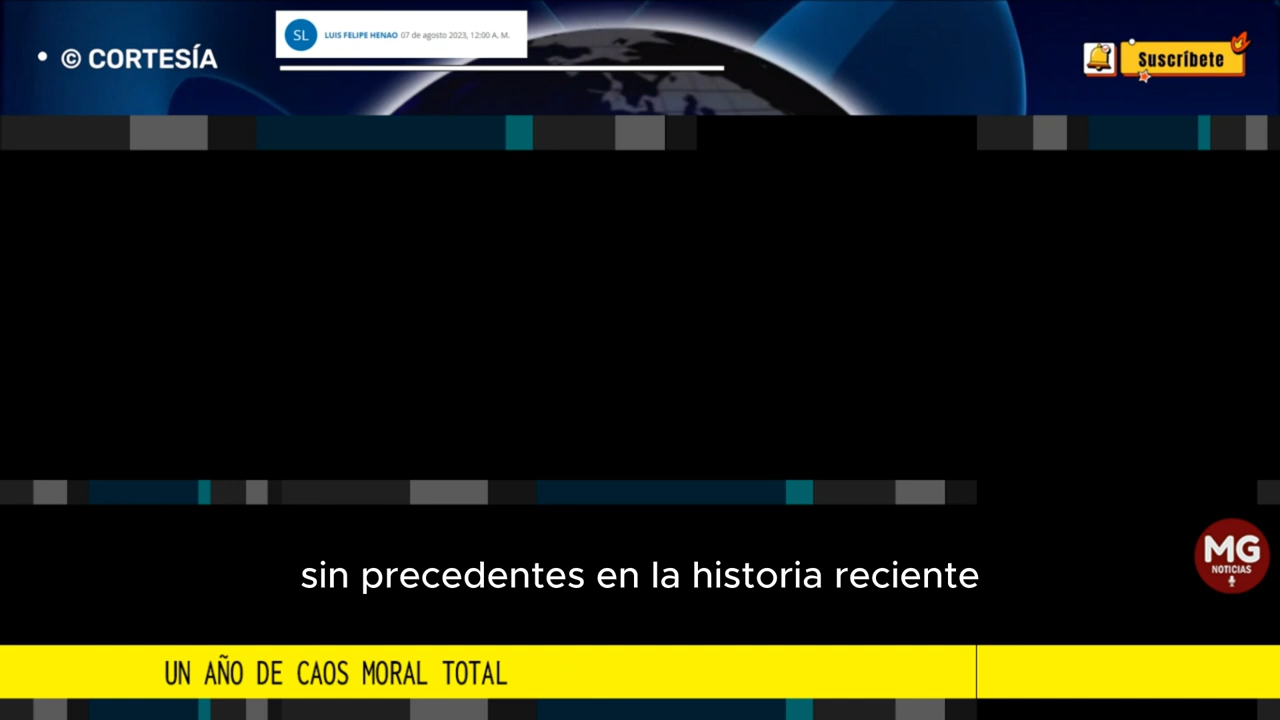 • © CORTESÍA
SL
LUIS FELIPE HENAO 07 de agosto 2023, 12:00 A. M.
Suscríbete
sin precedentes en la historia reciente
MG
NOTICIAS
UN AÑO DE CAOS MORAL TOTAL